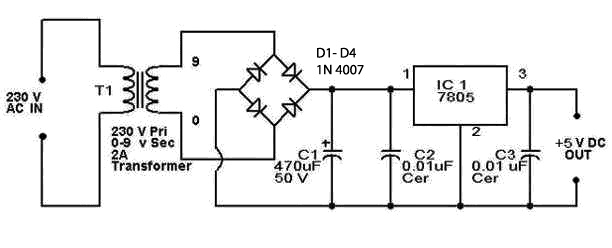 D1- D4
1N 4007
9
T1
230 V
AC IN
0
230 V Pri
0-9 v Sec
2A
Transformer
+
C1
470uF
50 V
C2
0.01uF
Cer
1
IC 1
7805
3
2
C3
0.01 uF
Cer
+5 V DC
OUT